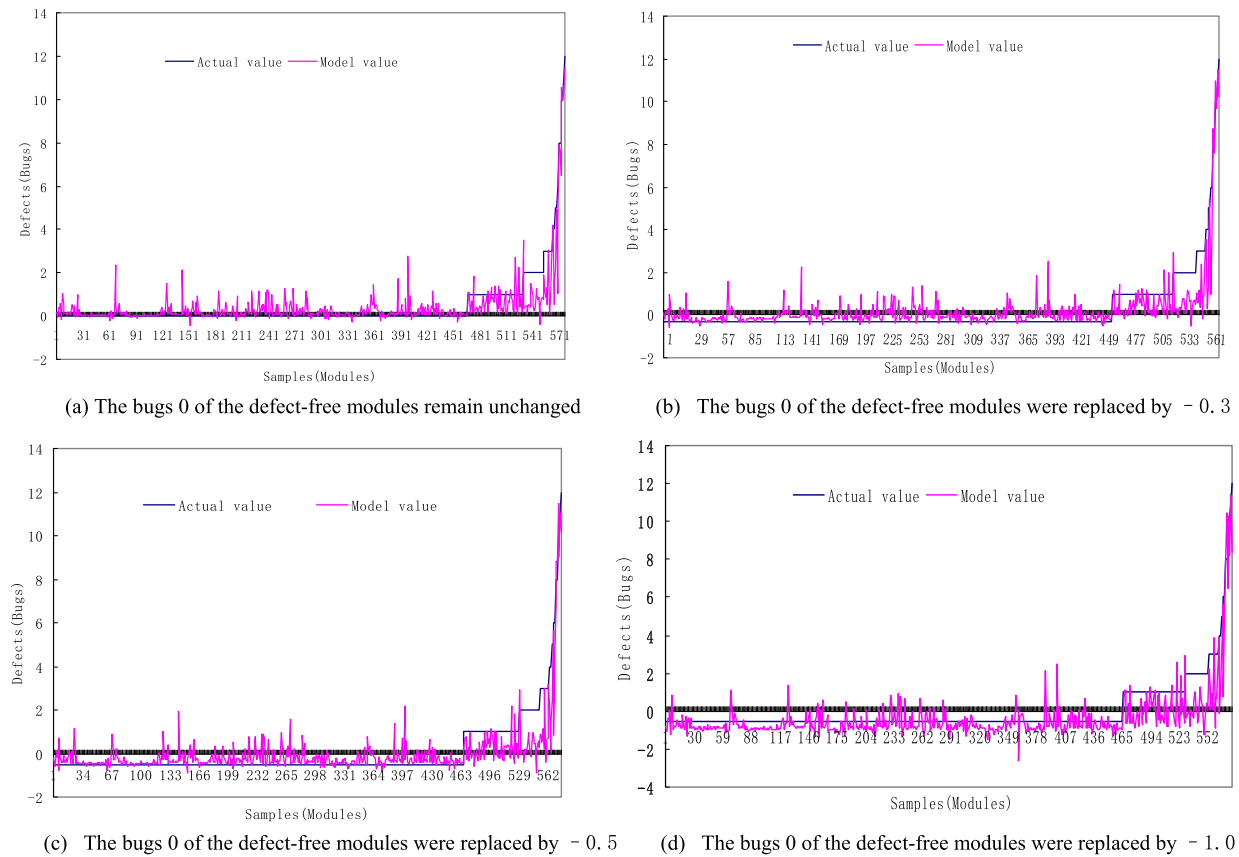 14
12
10
8
6
4
2
0
-2
Defects(Bugs)
Actual value
Model value
31 61 91 121 151 181 211 241 271 301 331 361 391 421 451 481 511 541 571
Samples(Modules)
(a) The bugs 0 of the defect-free modules remain unchanged
14
12
10
8
6
4
2
0
-2
Defects(Bugs)
Actual value
Model value
1 29 57 85 113 141 169 197 225 253 281 309 337 365 393 421 449 477 505 533 561
Samples(Modules)
(b) The bugs 0 of the defect-free modules were replaced by -0.3
14
12
10
8
6
4
2
0
-2
Defects(Bugs)
Actual value
Model value
34 67 100 133 166 199 232 265 298 331 364 397 430 463 496 529 562
Samples(Modules)
(c) The bugs 0 of the defect-free modules were replaced by -0.5
14
12
10
8
6
4
2
0
-2
-4
Defects(Bugs)
Actual value
Model value
30 59 88 117 146 175 204 233 262 291 320 349 378 407 436 465 494 523 552
Samples(Modules)
(d) The bugs 0 of the defect-free modules were replaced by -1.0